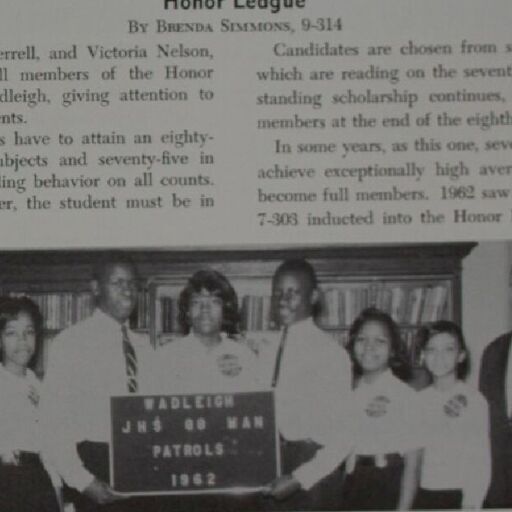 Honor League
BY BRENDA SIMMONS, 9-314
errell, and Victoria Nelson,
ll members of the Honor
dleigh, giving attention to
nts.
s have to attain an eighty-
ubjects and seventy-five in
ling behavior on all counts.
er, the student must be in
Candidates are chosen from s
which are reading on the sevent
standing scholarship continues,
members at the end of the eighth
In some years, as this one, seve
achieve exceptionally high aver
become full members. 1962 saw
7-303 inducted into the Honor
WADLEIGH
JHS 88 MAN
PATROLS
1962